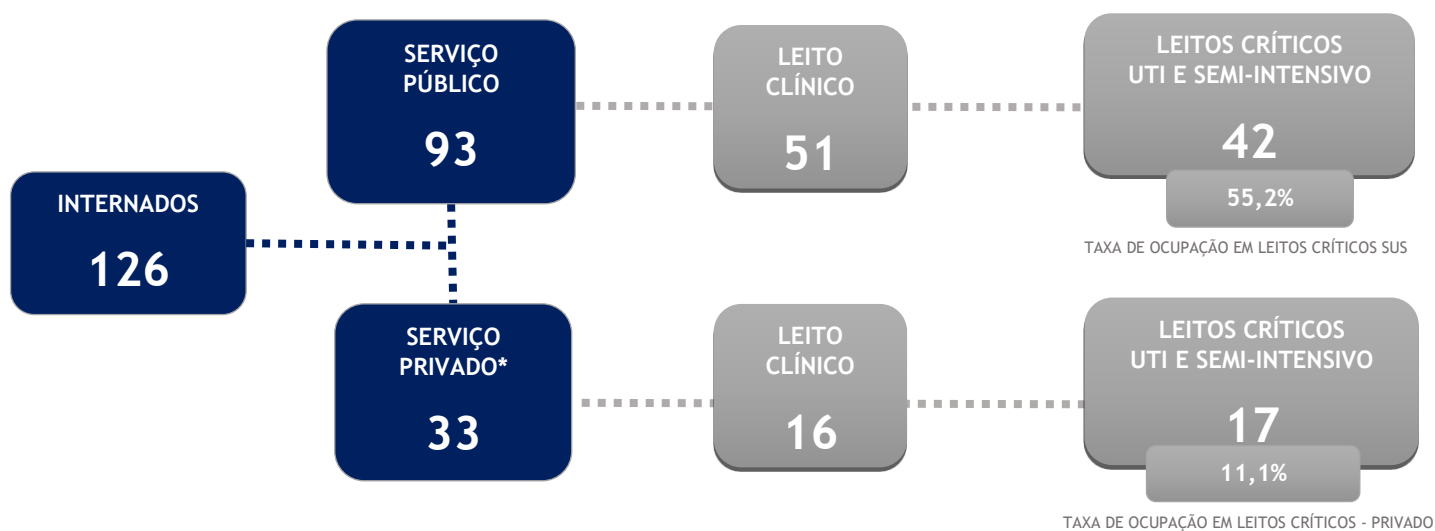 INTERNADOS
126
SERVIÇO
PÚBLICO
93
LEITO
CLÍNICO
51
LEITOS CRÍTICOS
UTI E SEMI-INTENSIVO
42
55,2%
TAXA DE OCUPAÇÃO EM LEITOS CRÍTICOS SUS
SERVIÇO
PRIVADO*
33
LEITO
CLÍNICO
16
LEITOS CRÍTICOS
UTI E SEMI-INTENSIVO
17
11,1%
TAXA DE OCUPAÇÃO EM LEITOS CRÍTICOS - PRIVADO